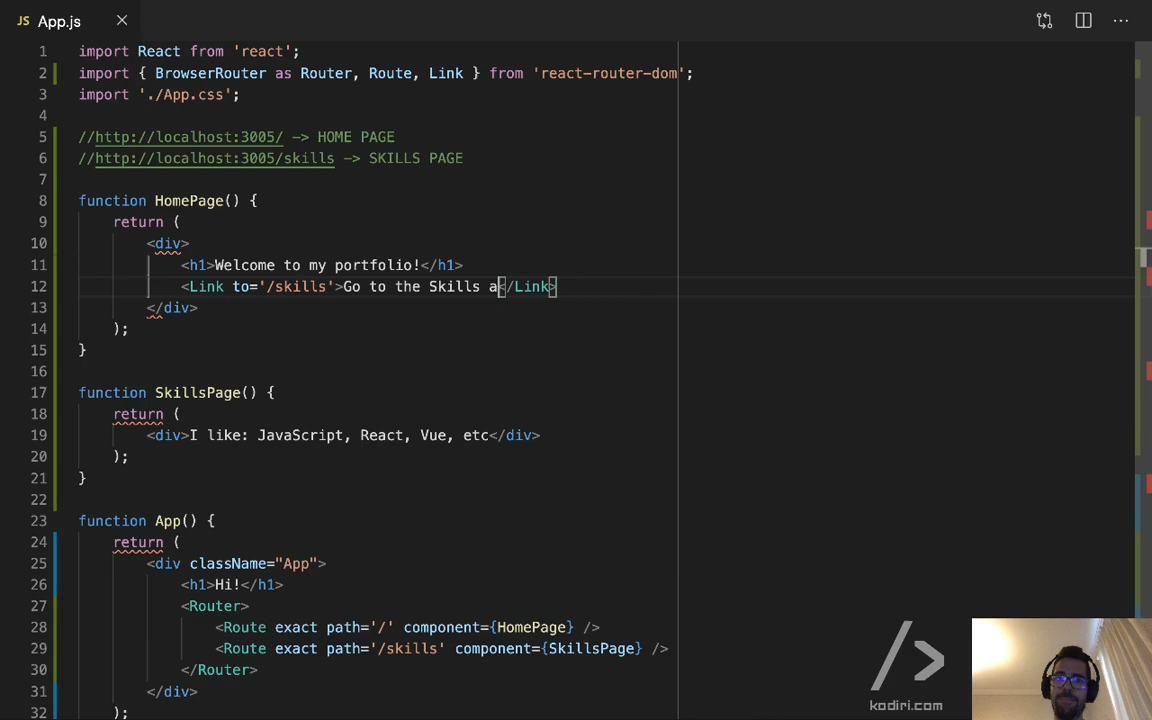 JS App.js
1 import React from 'react';
2 import { BrowserRouter as Router, Route, Link } from 'react-router-dom';
3 import './App.css';
4
5 //http://localhost:3005/ -> HOME PAGE
6 //http://localhost:3005/skills -> SKILLS PAGE
7
8 function HomePage() {
9 return (
10 <div>
11 <h1>Welcome to my portfolio!</h1>
12 <Link to='/skills'>Go to the Skills a</Link>
13 </div>
14 );
15 }
16
17 function SkillsPage() {
18 return (
19 <div>I like: JavaScript, React, Vue, etc</div>
20 );
21 }
22
23 function App() {
24 return (
25 <div className="App">
26 <h1>Hi!</h1>
27 <Router>
28 <Route exact path='/' component={HomePage} />
29 <Route exact path='/skills' component={SkillsPage} />
30 </Router>
31 </div>
32 );
kodiri.com